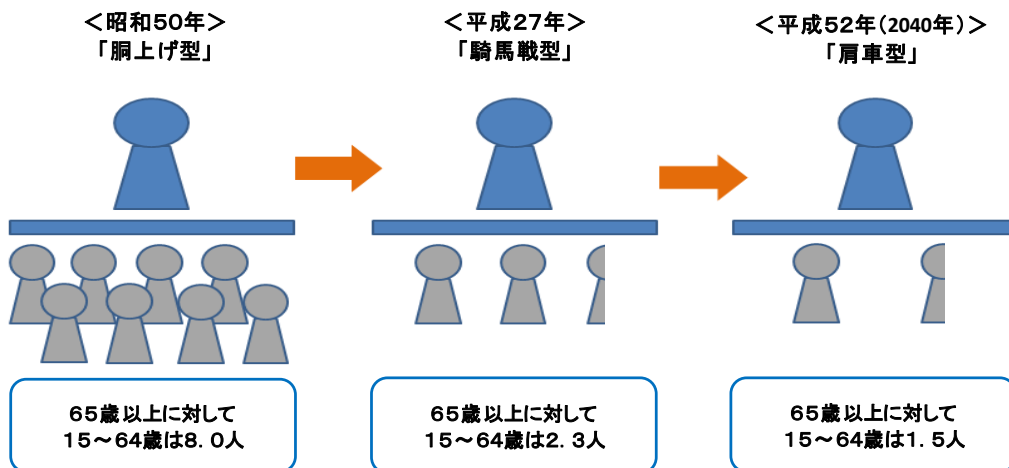 ＜昭和50年＞
「胴上げ型」
＜平成27年＞
「騎馬戦型」
＜平成52年（2040年）＞
「肩車型」
65歳以上に対して
15～64歳は8．0人
65歳以上に対して
15～64歳は2．3人
65歳以上に対して
15～64歳は1．5人